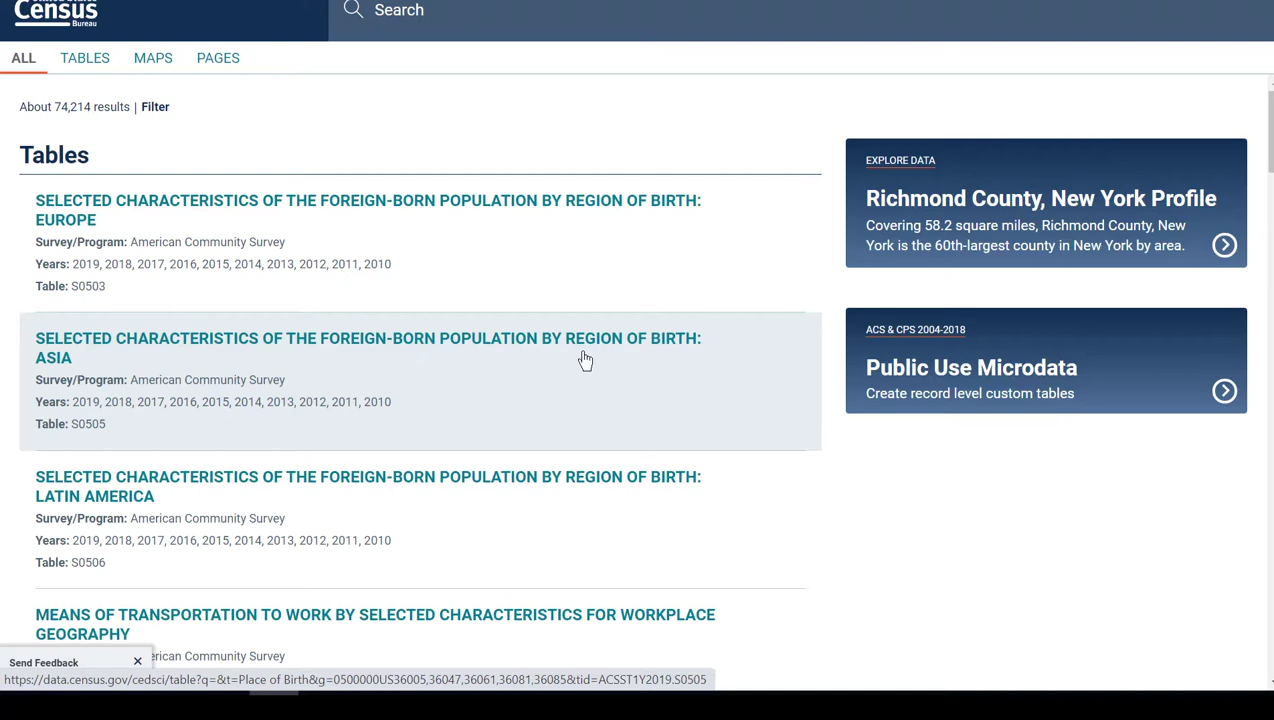 Census
Bureau
Search
ALL
TABLES
MAPS
PAGES
About 74,214 results | Filter
Tables
SELECTED CHARACTERISTICS OF THE FOREIGN-BORN POPULATION BY REGION OF BIRTH:
EUROPE
Survey/Program: American Community Survey
Years: 2019, 2018, 2017, 2016, 2015, 2014, 2013, 2012, 2011, 2010
Table: S0503
SELECTED CHARACTERISTICS OF THE FOREIGN-BORN POPULATION BY REGION OF BIRTH:
ASIA
Survey/Program: American Community Survey
Years: 2019, 2018, 2017, 2016, 2015, 2014, 2013, 2012, 2011, 2010
Table: S0505
SELECTED CHARACTERISTICS OF THE FOREIGN-BORN POPULATION BY REGION OF BIRTH:
LATIN AMERICA
Survey/Program: American Community Survey
Years: 2019, 2018, 2017, 2016, 2015, 2014, 2013, 2012, 2011, 2010
Table: S0506
MEANS OF TRANSPORTATION TO WORK BY SELECTED CHARACTERISTICS FOR WORKPLACE
GEOGRAPHY
erican Community Survey
EXPLORE DATA
Richmond County, New York Profile
Covering 58.2 square miles, Richmond County, New
York is the 60th-largest county in New York by area.
ACS & CPS 2004-2018
Public Use Microdata
Create record level custom tables
Send Feedback
https://data.census.gov/cedsci/table?q=&t=Place of Birth&g=0500000US36005,36047,36061,36081,36085&tid=ACSST1Y2019.S0505